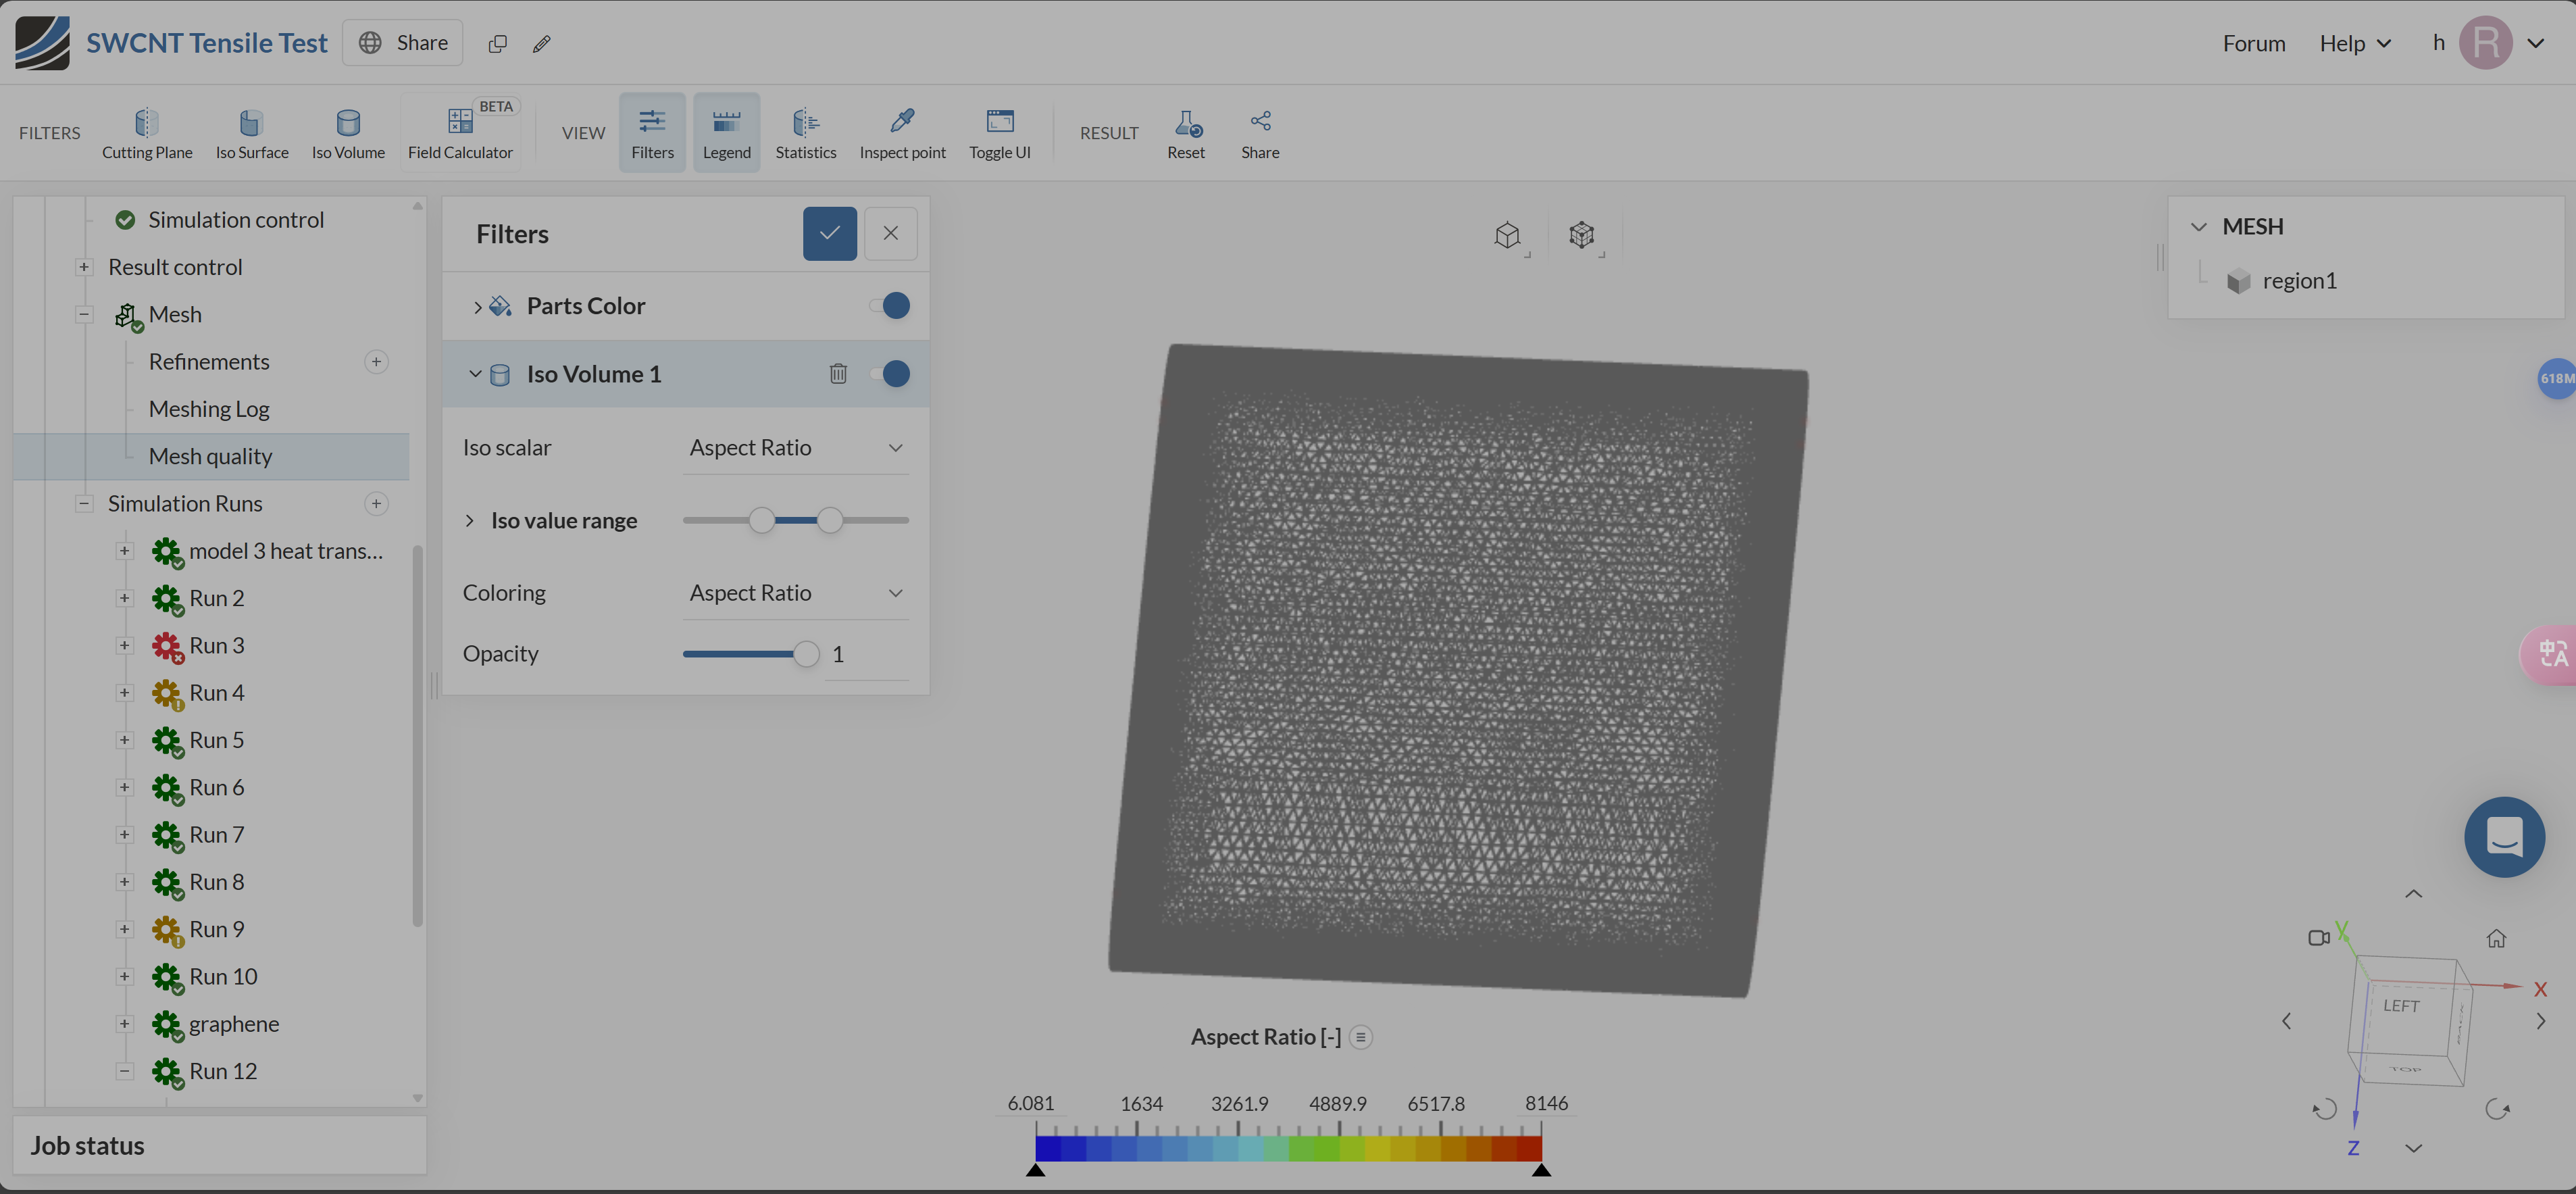 SWCNT Tensile Test
Share
Forum
Help
h
R
FILTERS
Cutting Plane
Iso Surface
Iso Volume
BETA
Field Calculator
VIEW
Filters
Legend
Statistics
Inspect point
Toggle UI
RESULT
Reset
Share
Simulation control
Result control
Mesh
Refinements
Meshing Log
Mesh quality
Simulation Runs
model 3 heat trans...
Run 2
Run 3
Run 4
Run 5
Run 6
Run 7
Run 8
Run 9
Run 10
graphene
Run 12
Job status
Filters
Parts Color
Iso Volume 1
Iso scalar Aspect Ratio
Iso value range
Coloring Aspect Ratio
Opacity 1
MESH
region1
618M
中A
Aspect Ratio [-]
6.081 1634 3261.9 4889.9 6517.8 8146
y
X
LEFT
TOP
Z